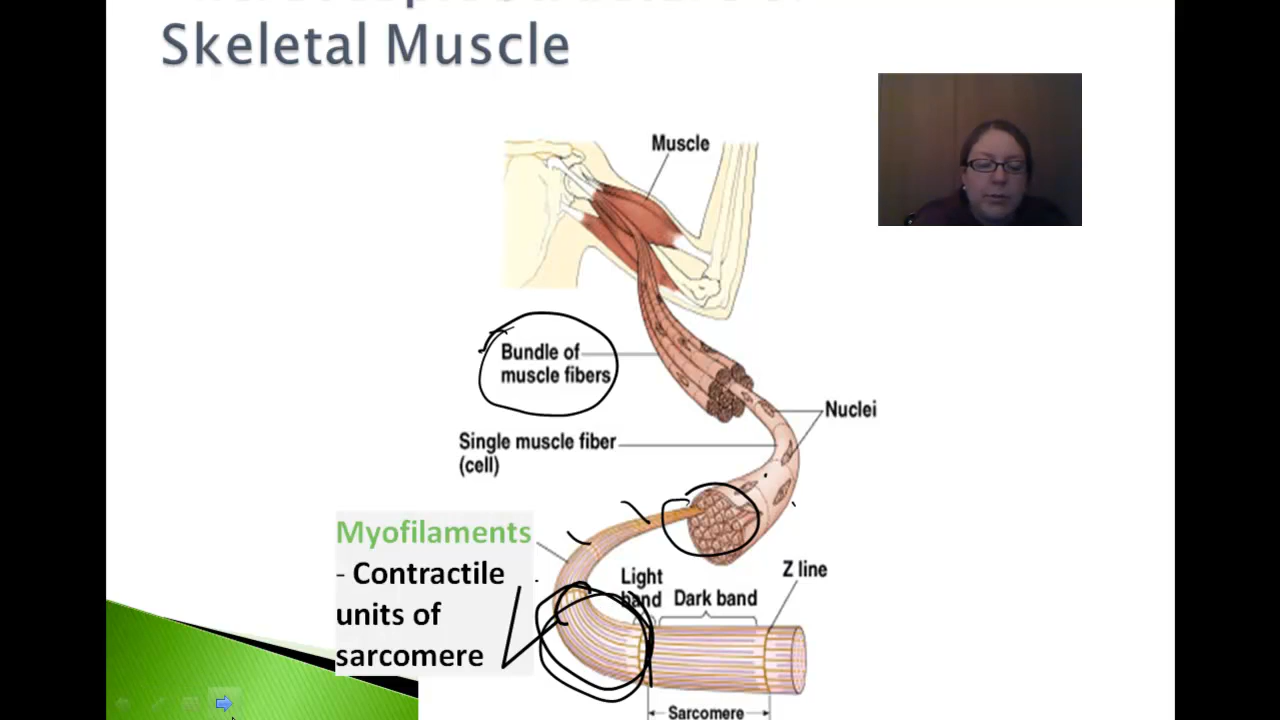 Skeletal Muscle
Muscle
Bundle of
muscle fibers
Nuclei
Single muscle fiber
(cell)
Myofilaments
- Contractile
units of
sarcomere
Light
band
Dark band
Z line
Sarcomere